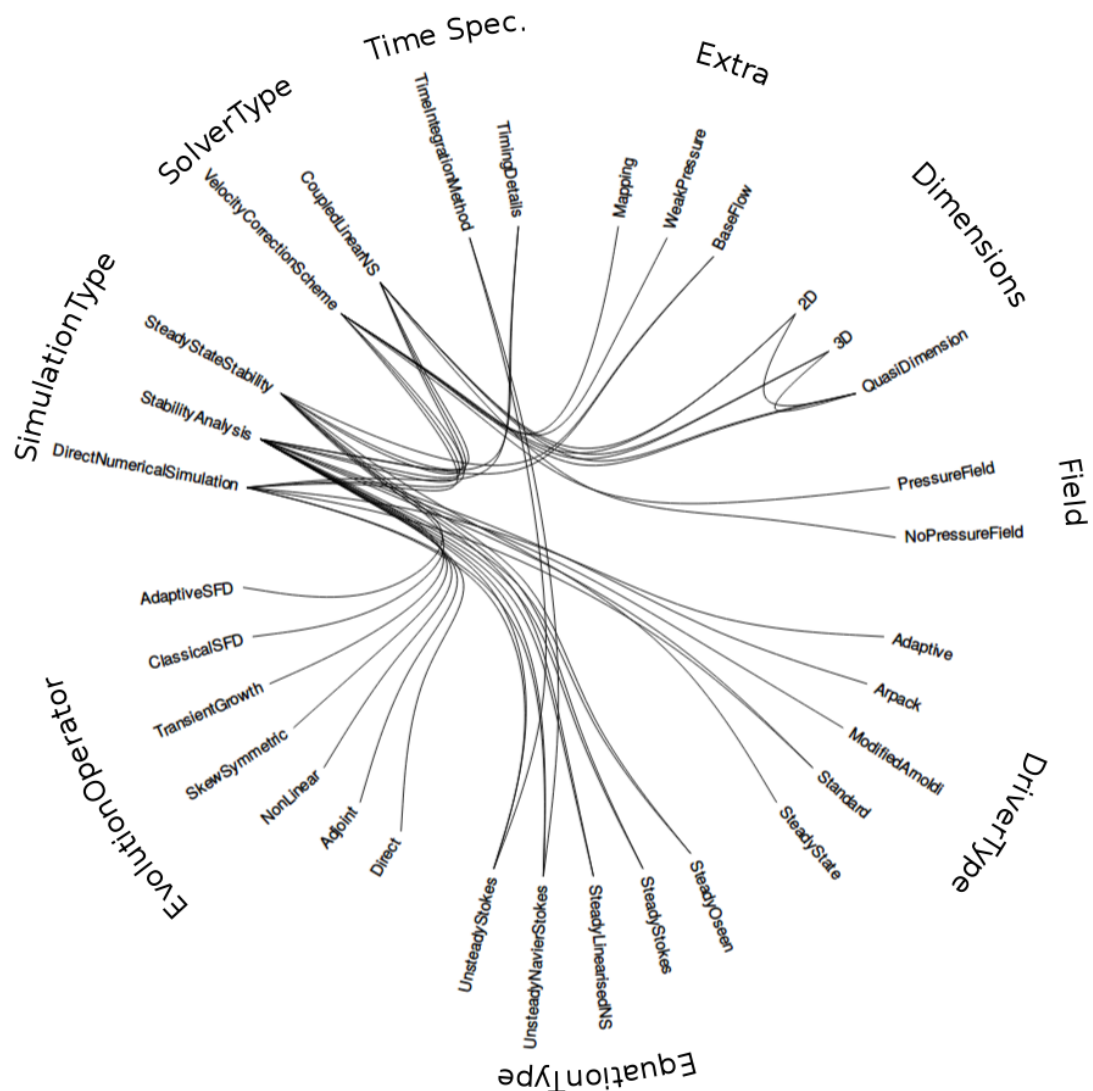 Time Spec.
TimeIntegrationMethod
TimingDetails
Extra
Mapping
WeakPressure
BaseFlow
Dimensions
2D
3D
QuasiDimension
Field
PressureField
NoPressureField
DriverType
Adaptive
Arpack
ModifiedArnoldi
Standard
SteadyState
EquationType
SteadyOseen
SteadyStokes
SteadyLinearisedNS
UnsteadyNavierStokes
UnsteadyStokes
EvolutionOperator
Direct
Adjoint
NonLinear
SkewSymmetric
TransientGrowth
ClassicalSFD
AdaptiveSFD
SimulationType
DirectNumericalSimulation
StabilityAnalysis
SteadyStateStability
SolverType
VelocityCorrectionScheme
CoupledLinearNS